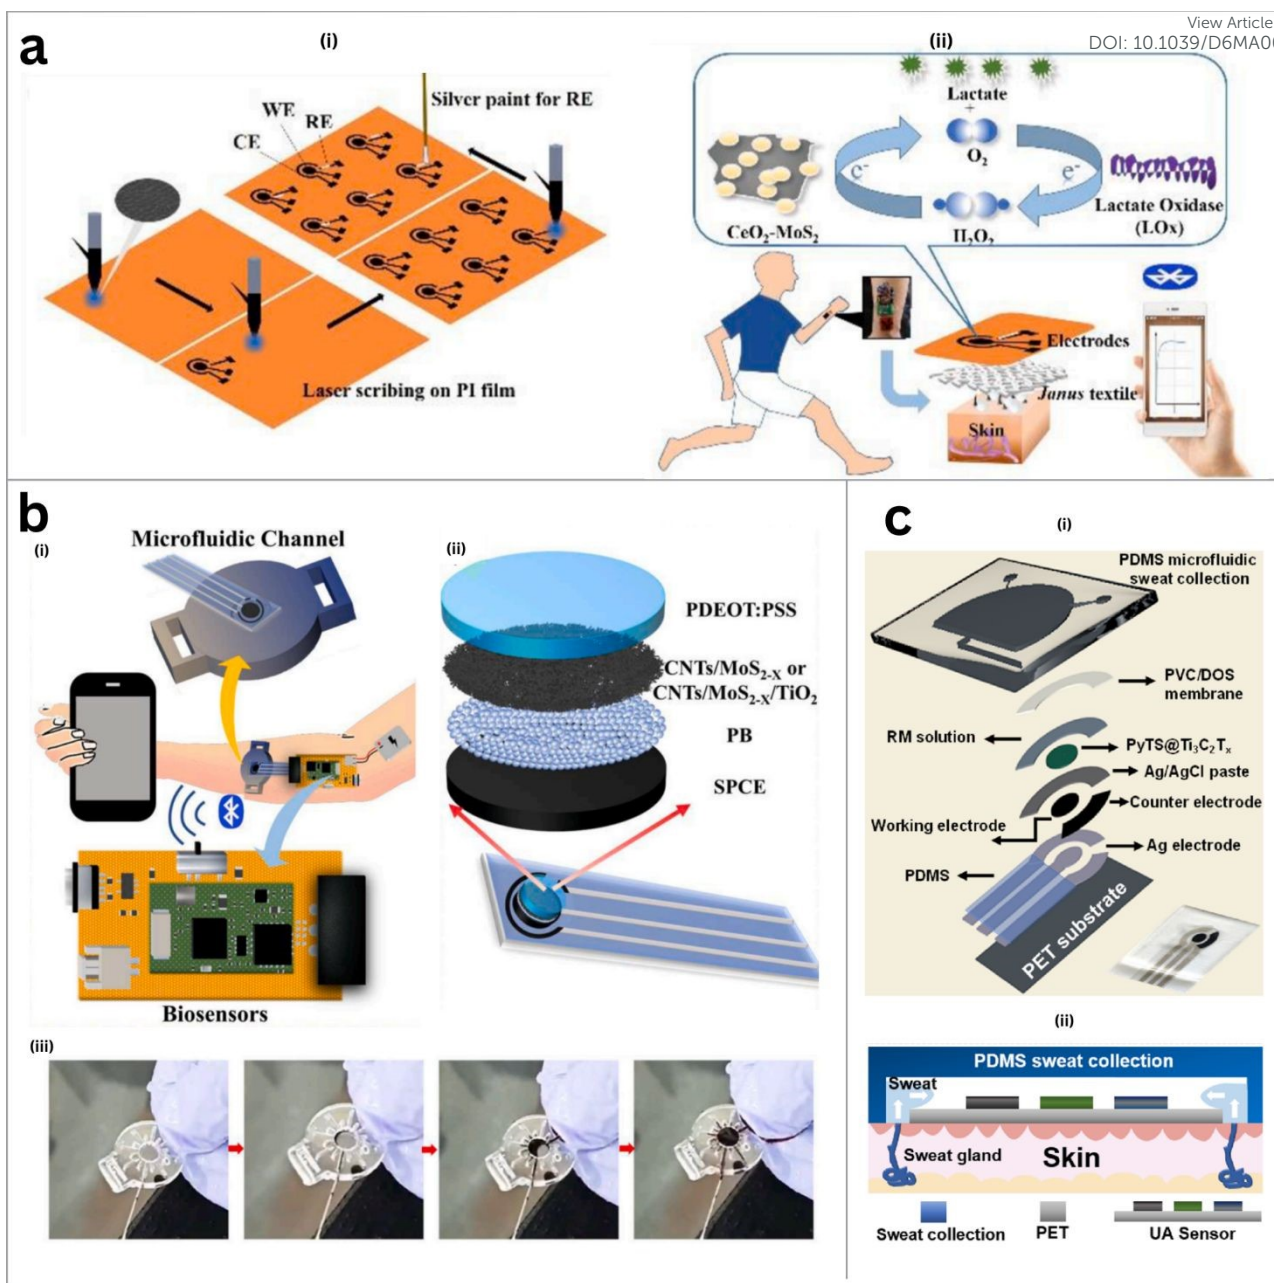 View Article
DOI: 10.1039/D6MA00
a
(i)
Silver paint for RE
WE
RE
CE
Laser scribing on PI film
(ii)
Lactate
+
O₂
e⁻
e⁻
CeO₂-MoS₂
H₂O₂
Lactate Oxidase
(LOx)
Electrodes
Janus textile
Skin
b
(i)
Microfluidic Channel
Biosensors
(ii)
PDEOT:PSS
CNTs/MoS₂₋ₓ or
CNTs/MoS₂₋ₓ/TiO₂
PB
SPCE
(iii)
c
(i)
PDMS microfluidic
sweat collection
PVC/DOS
membrane
RM solution
PyTS@Ti₃C₂Tₓ
Ag/AgCl paste
Counter electrode
Working electrode
Ag electrode
PDMS
PET substrate
(ii)
PDMS sweat collection
Sweat
Sweat gland
Skin
Sweat collection
PET
UA Sensor